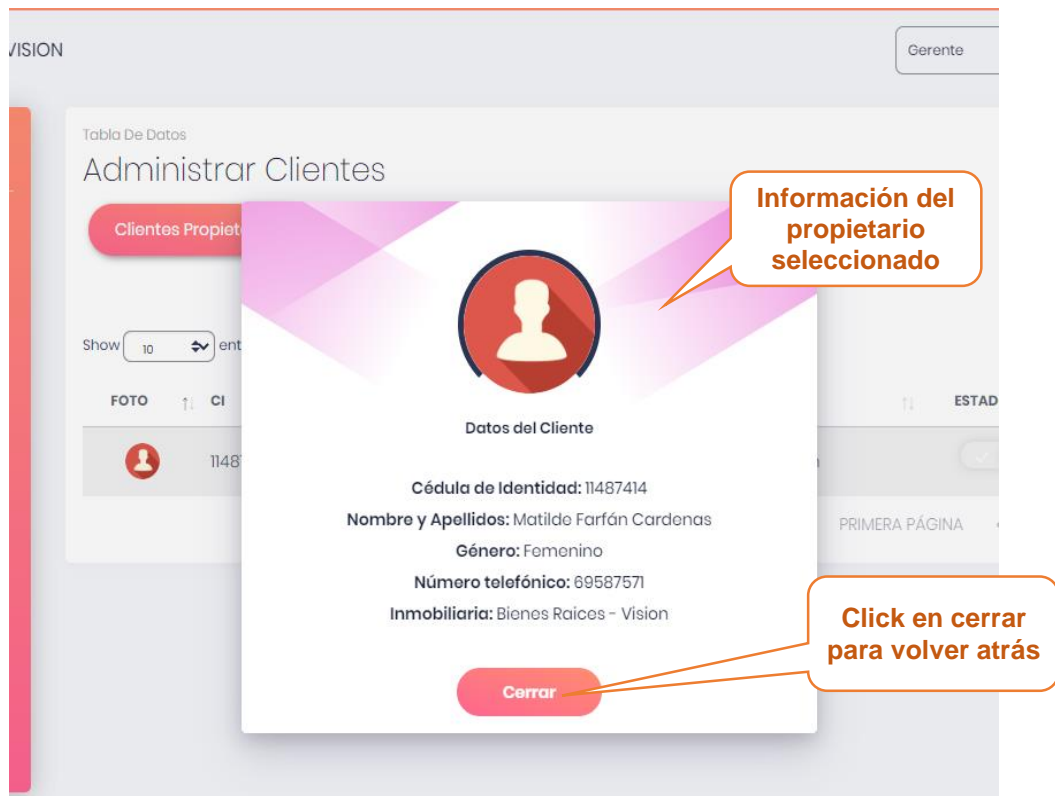 VISION
Gerente
Tabla De Datos
Administrar Clientes
Clientes Propiet
Información del
propietario
seleccionado
Show 10 ent
FOTO CI ESTAD
1148
Datos del Cliente
Cédula de Identidad: 11487414
Nombre y Apellidos: Matilde Farfán Cardenas
Género: Femenino
Número telefónico: 69587571
Inmobiliaria: Bienes Raices - Vision
PRIMERA PÁGINA
Click en cerrar
para volver atrás
Cerrar